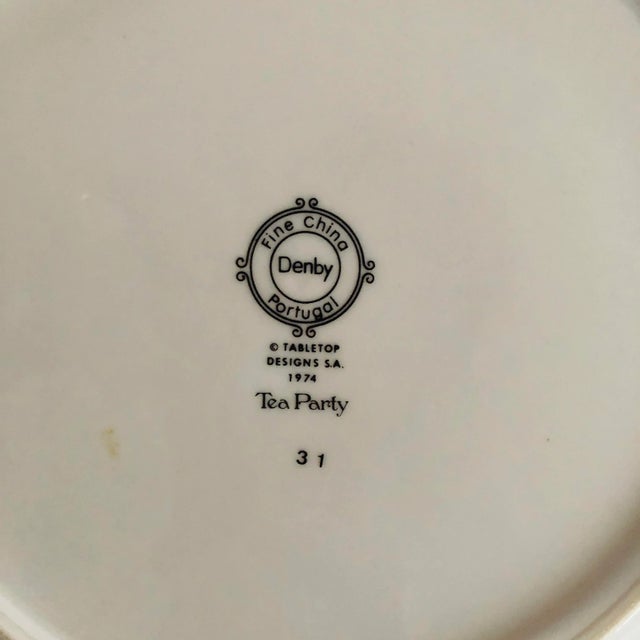 Fine China
Denby
Portugal
© TABLETOP
DESIGNS S.A.
1974
Tea Party
31